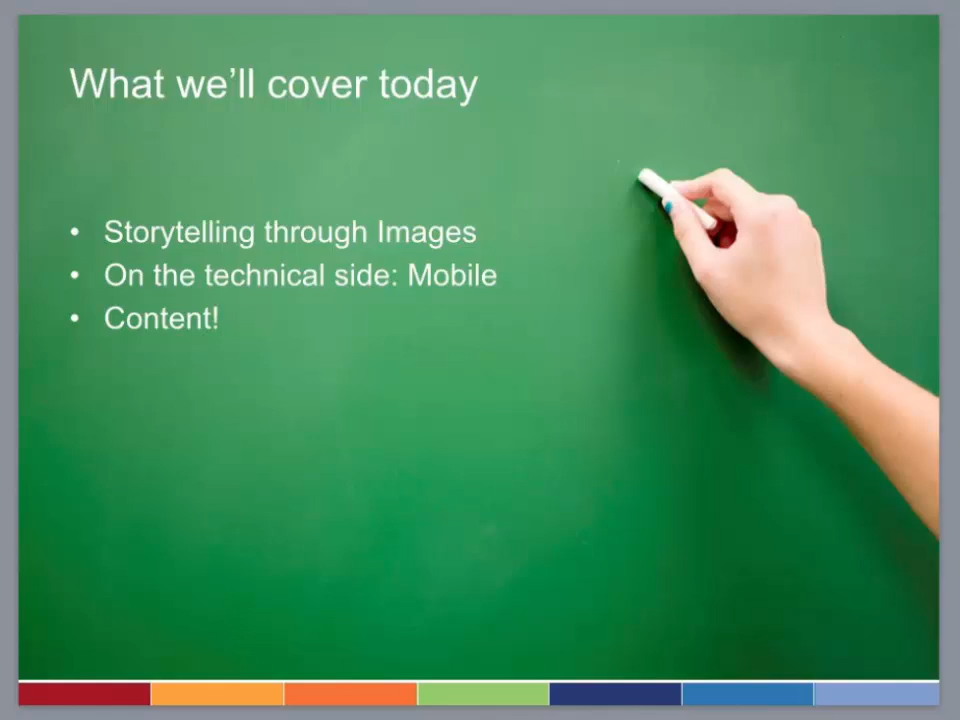 What we’ll cover today
• Storytelling through Images
• On the technical side: Mobile
• Content!